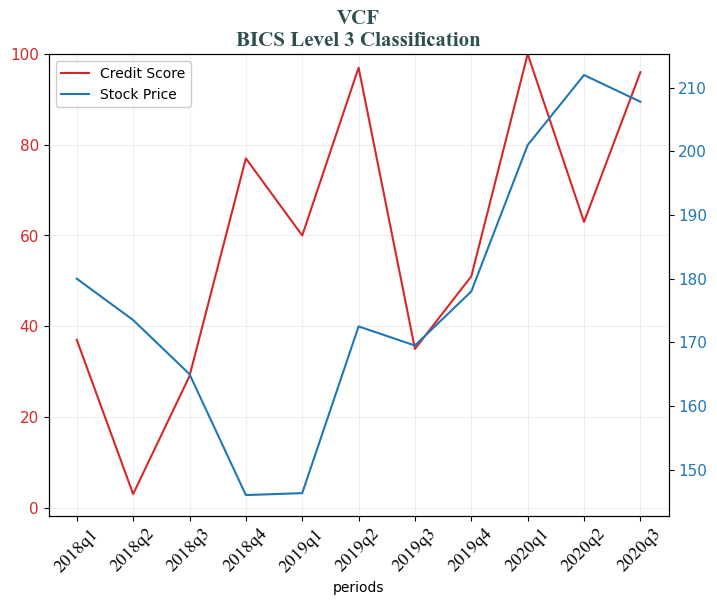 VCF
BICS Level 3 Classification
Credit Score
Stock Price
100
80
60
40
20
0
210
200
190
180
170
160
150
2018q1
2018q2
2018q3
2018q4
2019q1
2019q2
2019q3
2019q4
2020q1
2020q2
2020q3
periods